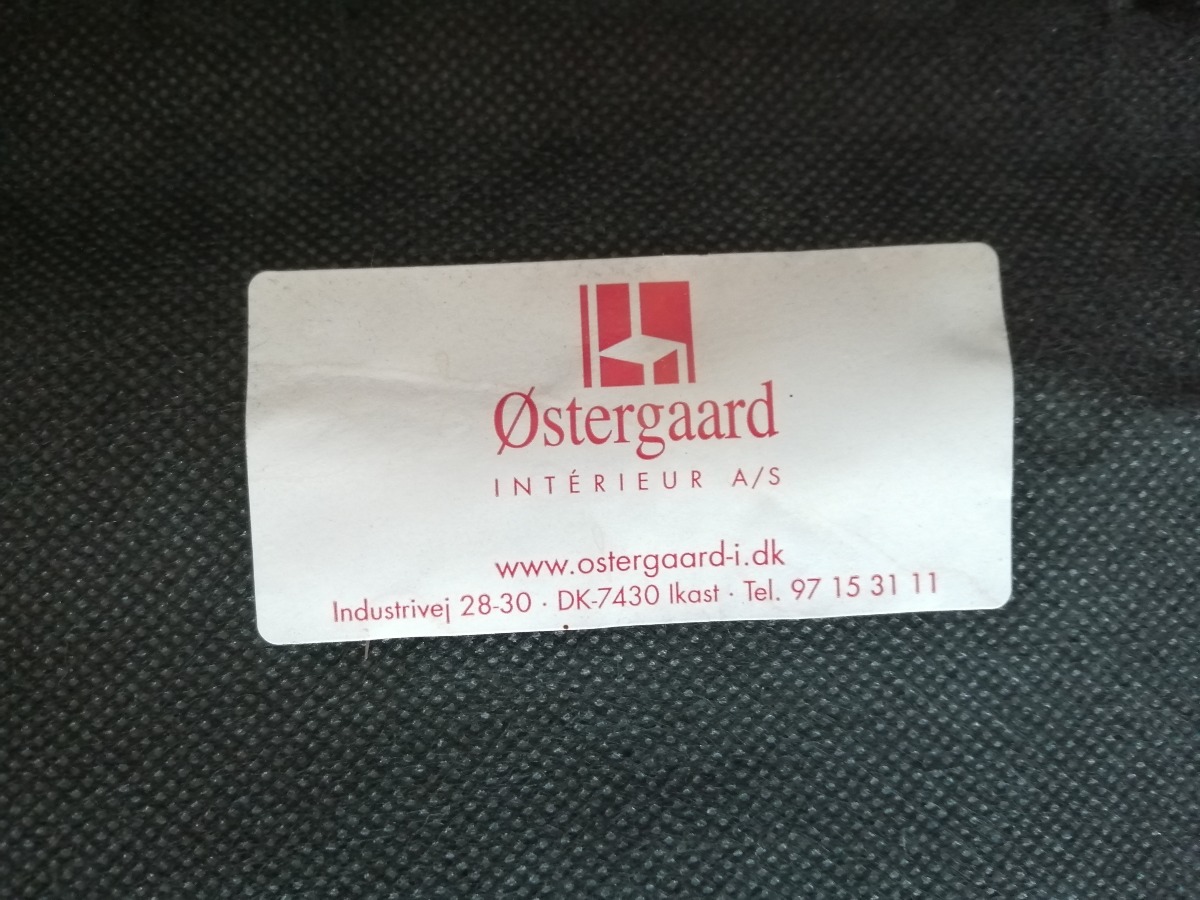 Østergaard
INTÉRIEUR A/S
www.ostergaard-i.dk
Industrivej 28-30 · DK-7430 Ikast · Tel. 97 15 31 11